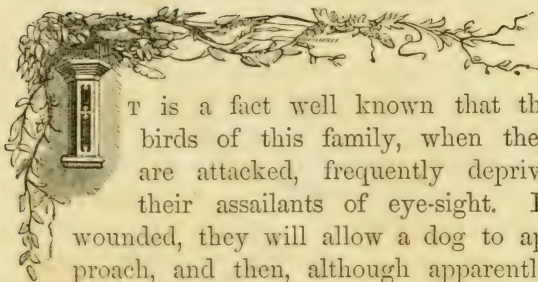 IT is a fact well known that th
birds of this family, when the
are attacked, frequently depriv
their assailants of eye-sight. I
wounded, they will allow a dog to ap
proach, and then, although apparentl